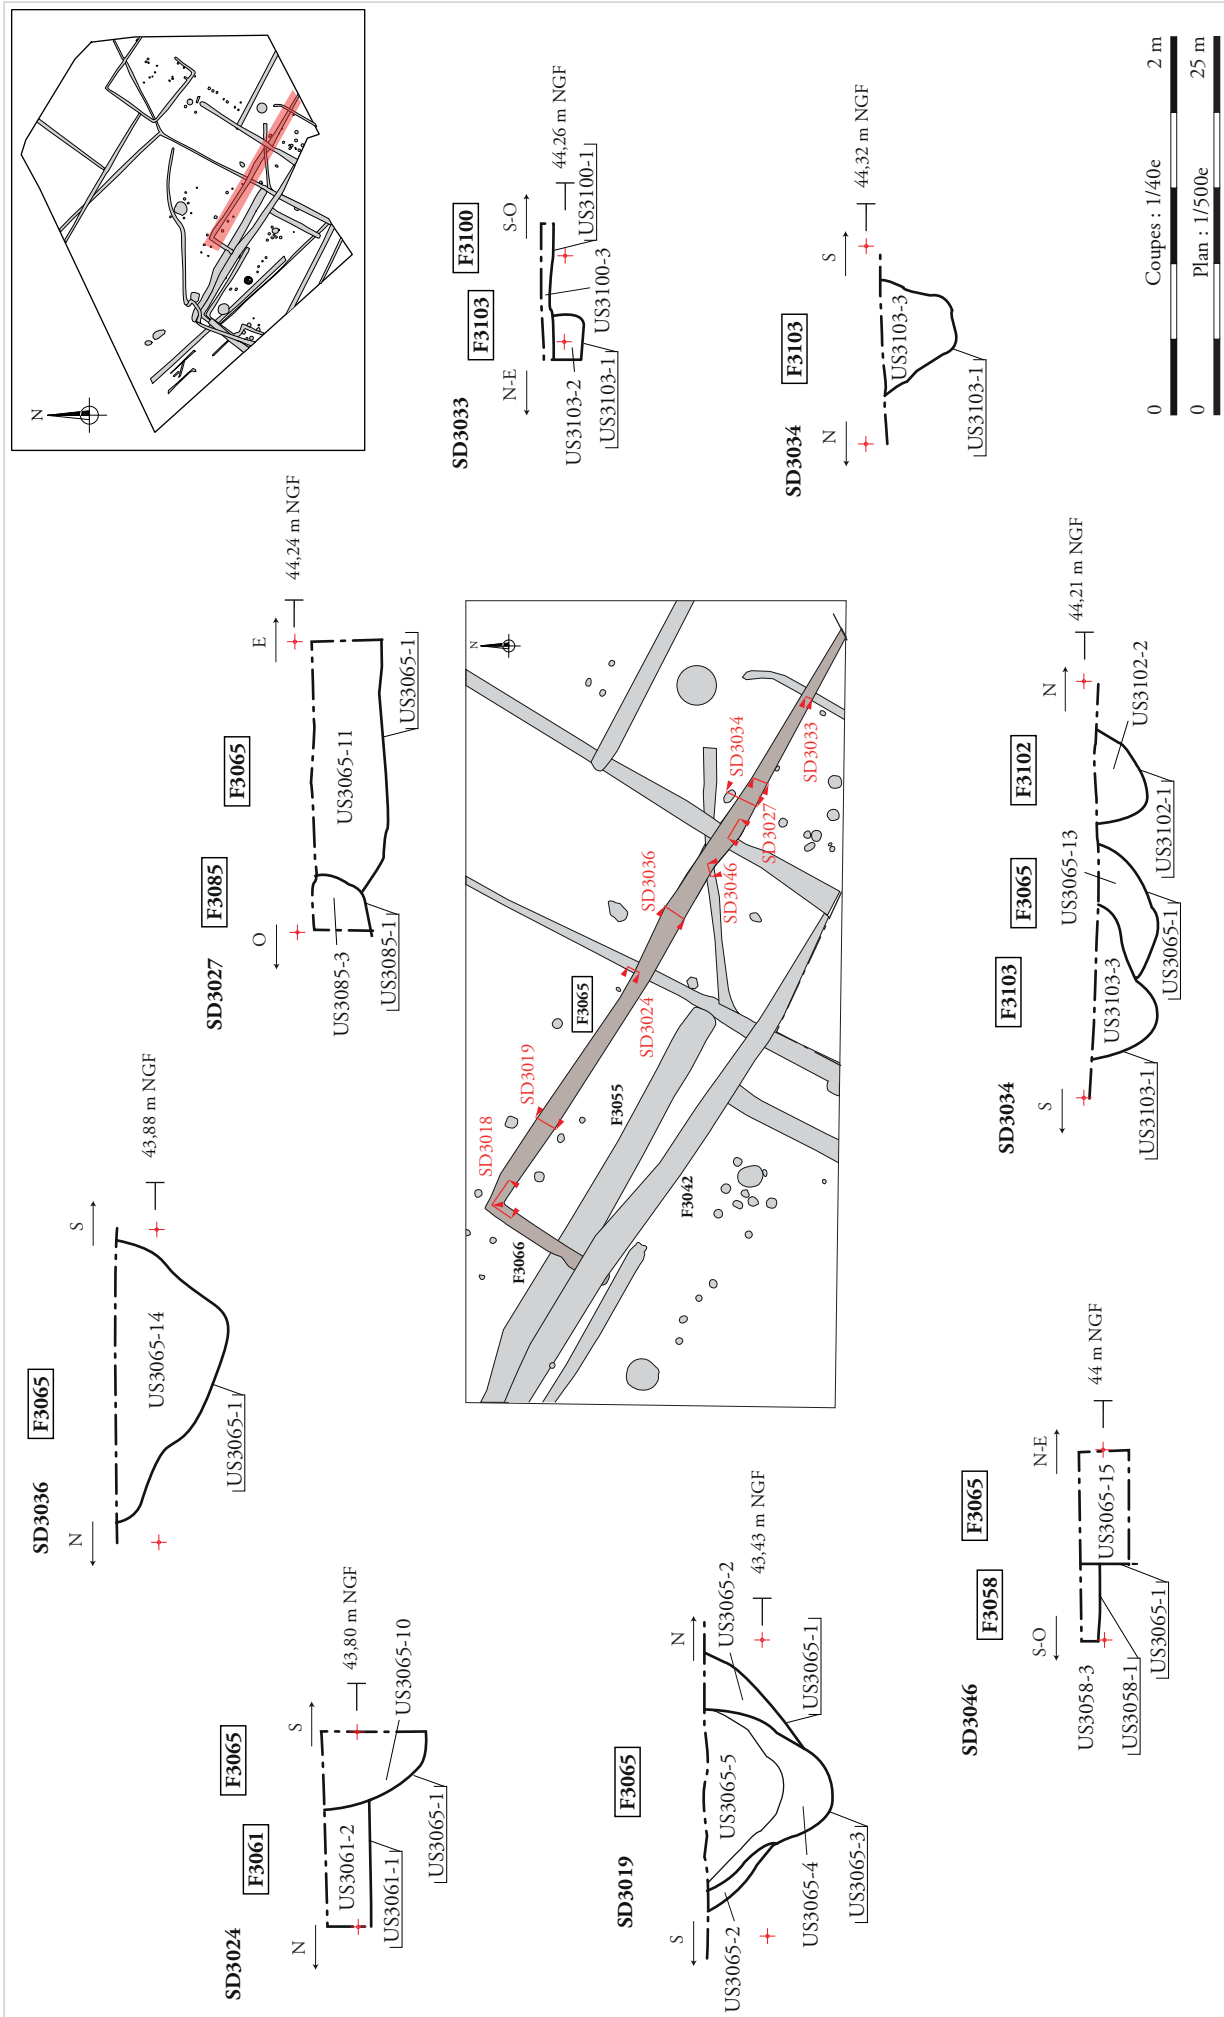 SD3036
F3065
N
S
43,88 m NGF
US3065-14
US3065-1
SD3027
F3085
F3065
O
E
44,24 m NGF
US3085-3
US3065-11
US3085-1
US3065-1
N
SD3024
F3061
F3065
N
S
43,80 m NGF
US3061-2
US3065-10
US3061-1
US3065-1
SD3033
F3103
F3100
N-E
S-O
44,26 m NGF
US3103-2
US3100-3
US3100-1
US3103-1
N
SD3018
SD3019
F3065
SD3024
SD3036
SD3046
SD3034
SD3027
SD3033
F3066
F3055
F3042
SD3019
F3065
S
N
43,43 m NGF
US3065-2
US3065-5
US3065-2
US3065-4
US3065-1
US3065-3
SD3034
F3103
N
S
44,32 m NGF
US3103-3
US3103-1
SD3046
F3058
F3065
S-O
N-E
44 m NGF
US3058-3
US3065-15
US3058-1
US3065-1
SD3034
F3103
F3065
F3102
S
N
44,21 m NGF
US3103-3
US3065-13
US3102-2
US3103-1
US3065-1
US3102-1
0 Coupes : 1/40e 2 m
0 Plan : 1/500e 25 m